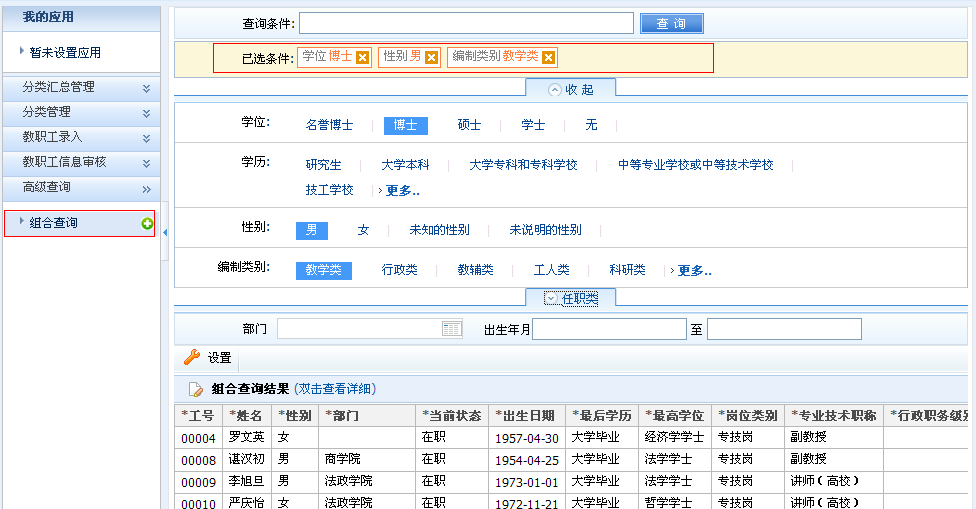 我的应用
暂未设置应用
分类汇总管理
分类管理
教职工录入
教职工信息审核
高级查询
组合查询
查询条件:
查 询
已选条件: 学位 博士 性别 男 编制类别 教学类
收 起
学位: 名誉博士 博士 硕士 学士 无
学历: 研究生 大学本科 大学专科和专科学校 中等专业学校或中等技术学校
技工学校 更多..
性别: 男 女 未知的性别 未说明的性别
编制类别: 教学类 行政类 教辅类 工人类 科研类 更多..
任职类
部门 出生年月 至
设置
组合查询结果 (双击查看详细)
*工号 *姓名 *性别 *部门 *当前状态 *出生日期 *最后学历 *最高学位 *岗位类别 *专业技术职称 *行政职务级别
00004 罗文英 女 在职 1957-04-30 大学毕业 经济学学士 专技岗 副教授
00008 谌汉初 男 商学院 在职 1954-04-25 大学毕业 法学学士 专技岗 副教授
00009 李旭旦 男 法政学院 在职 1973-01-01 大学毕业 法学学士 专技岗 讲师（高校）
00010 严庆怡 女 法政学院 在职 1972-11-21 大学毕业 哲学学士 专技岗 讲师（高校）